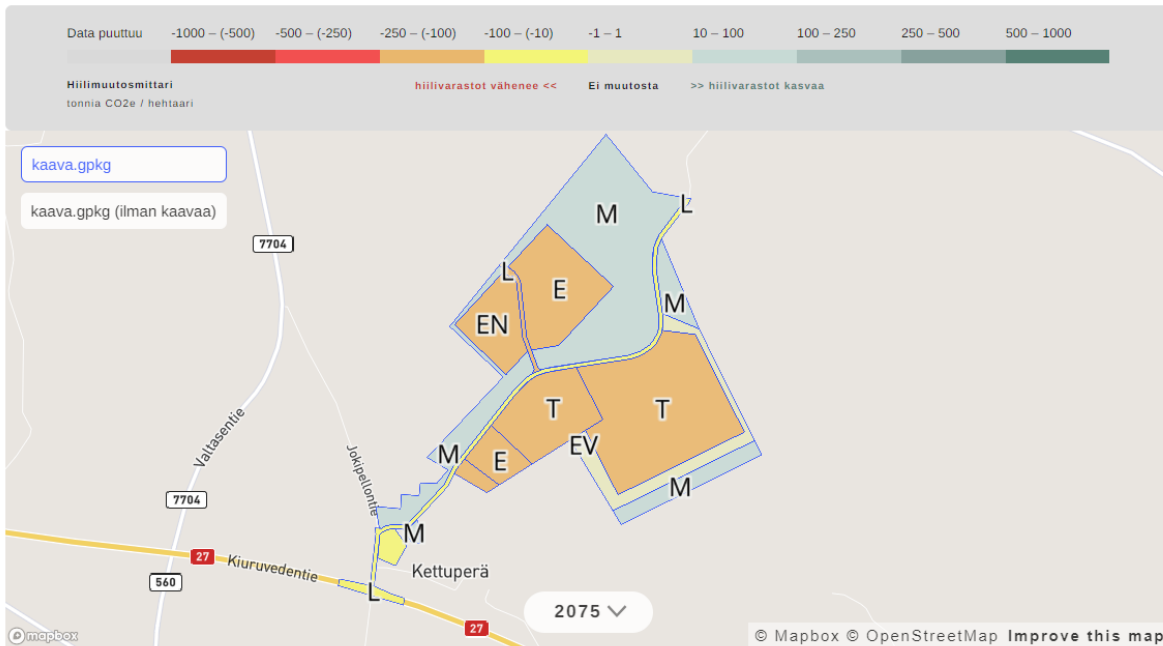 Data puuttuu -1000 – (-500) -500 – (-250) -250 – (-100) -100 – (-10) -1 – 1 10 – 100 100 – 250 250 – 500 500 – 1000
Hiilimuutosmittari hiilivarastot vähenee << Ei muutosta >> hiilivarastot kasvaa
tonnia CO2e / hehtaari
kaava.gpkg
kaava.gpkg (ilman kaavaa)
M
L
7704
L
E
M
EN
T
T
Valtasentie
EV
Jokipellontie
M
E
M
7704
M
27
Kiuruvedentie
Kettuperä
560
L
2075
27
mapbox
© Mapbox © OpenStreetMap Improve this map